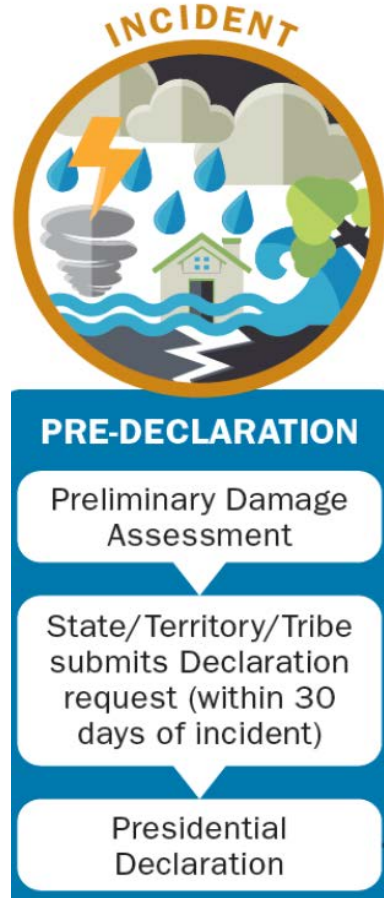 INCIDENT
PRE-DECLARATION
Preliminary Damage
Assessment
State/Territory/Tribe
submits Declaration
request (within 30
days of incident)
Presidential
Declaration